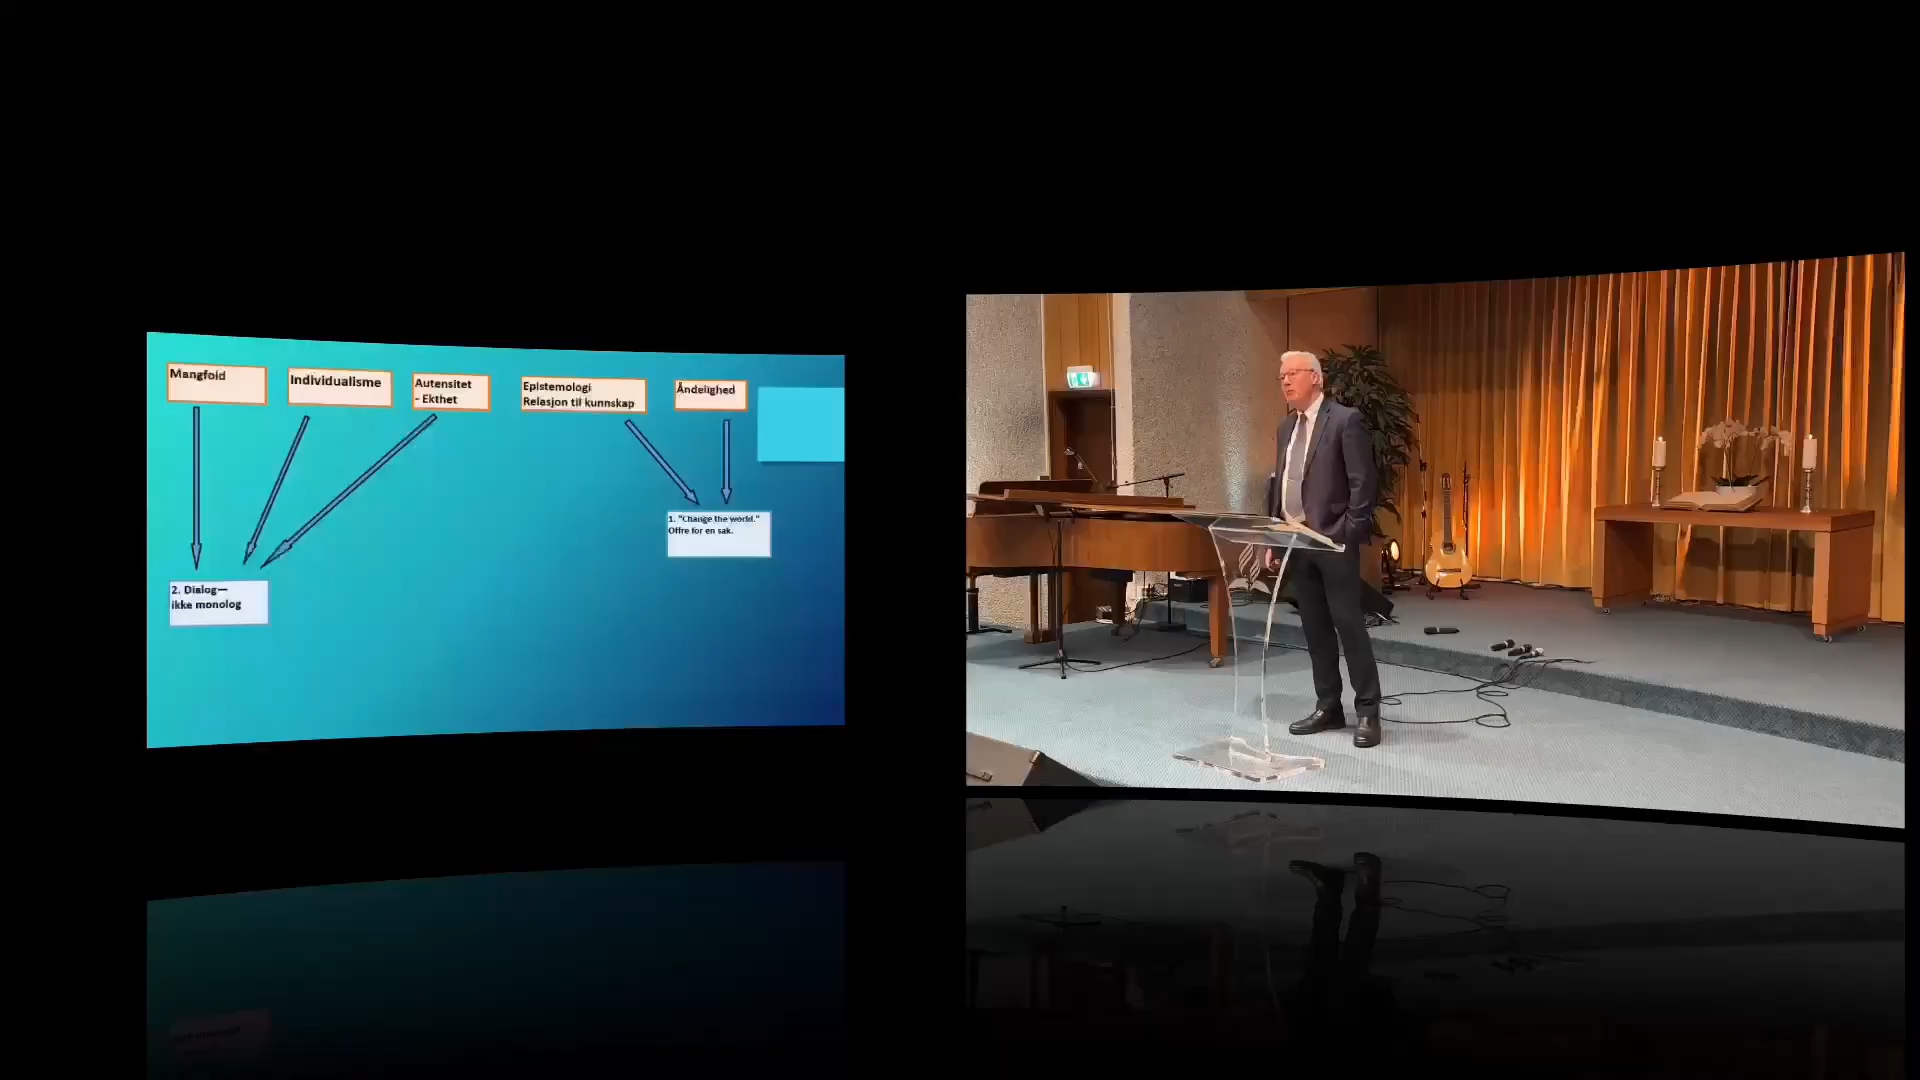 Mangfold
Individualisme
Autensitet
- Ekthet
Epistemologi
Relasjon til kunnskap
Åndelighed
1. "Change the world."
Offre for en sak.
2. Dialog—
ikke monolog